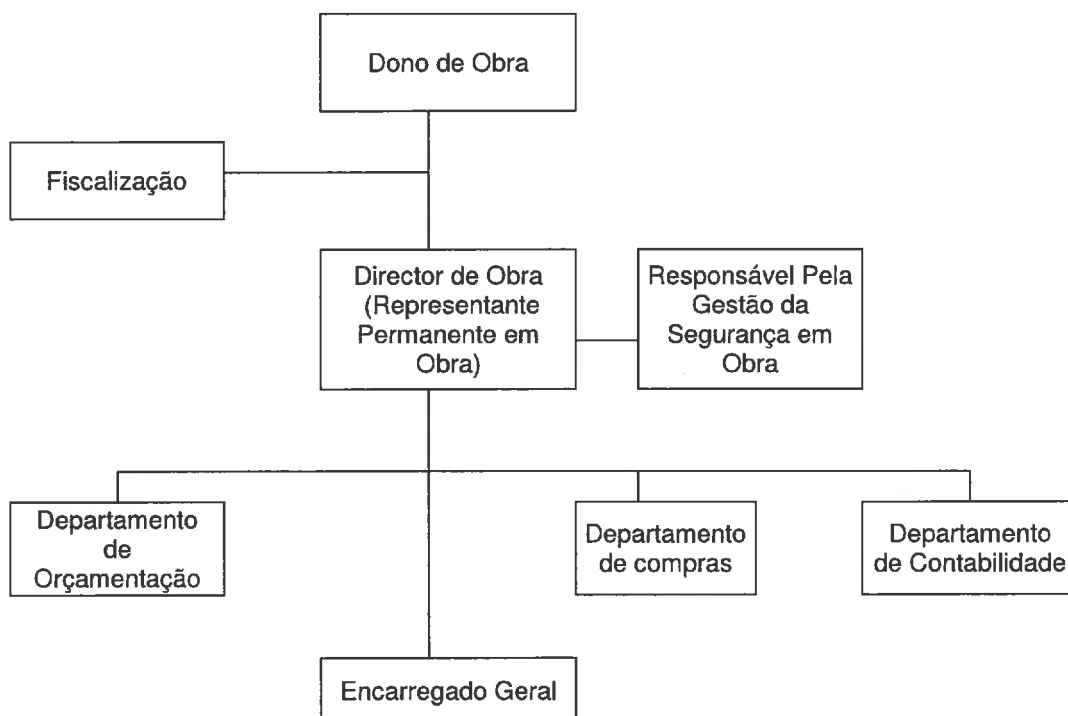 Dono de Obra
Fiscalização
Director de Obra
(Representante
Permanente em
Obra)
Responsável Pela
Gestão da
Segurança em
Obra
Departamento
de
Orçamentação
Departamento
de compras
Departamento
de Contabilidade
Encarregado Geral